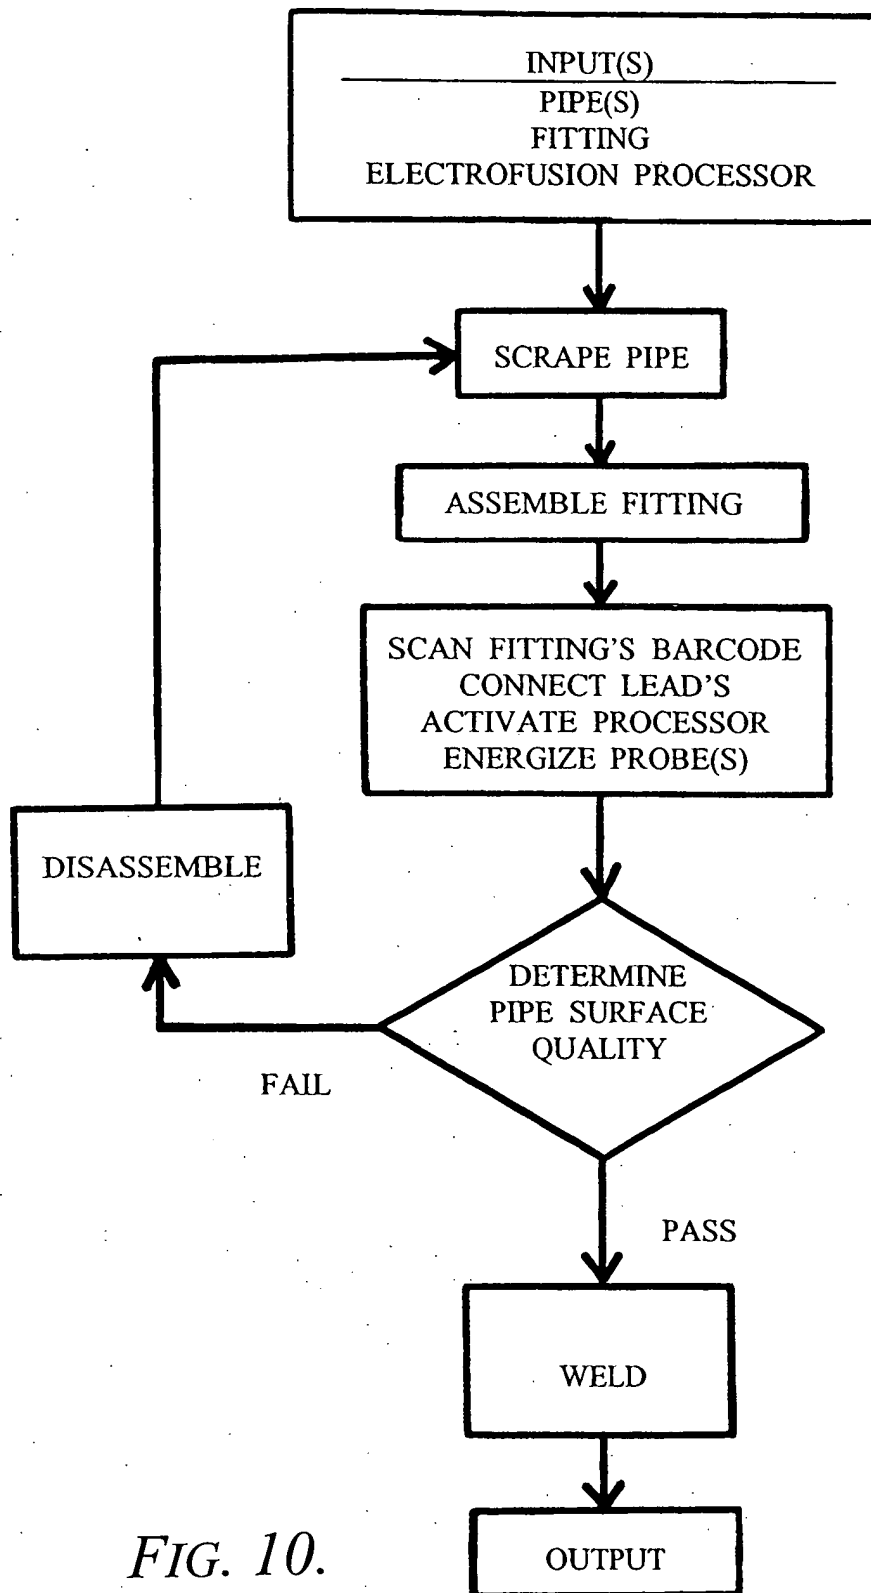 INPUT(S)
PIPE(S)
FITTING
ELECTROFUSION PROCESSOR
SCRAPE PIPE
ASSEMBLE FITTING
SCAN FITTING'S BARCODE
CONNECT LEAD'S
ACTIVATE PROCESSOR
ENERGIZE PROBE(S)
DISASSEMBLE
DETERMINE
PIPE SURFACE
QUALITY
FAIL
PASS
WELD
OUTPUT
FIG. 10.